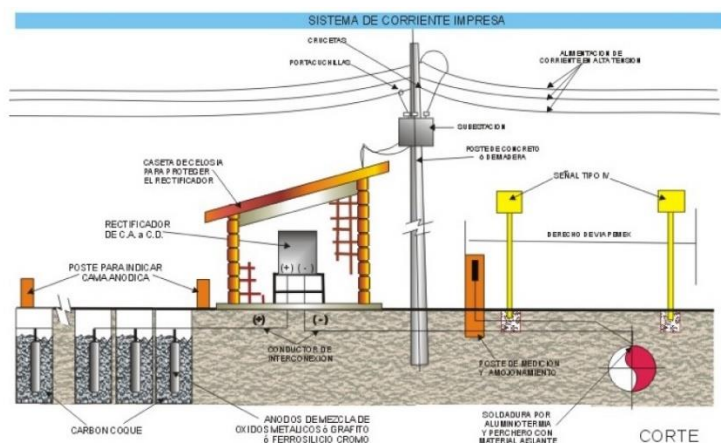 SISTEMA DE CORRIENTE IMPRESA
CRUCETAS
PORTACUCHILLAS
ALIMENTACION DE
CORRIENTE EN ALTA TENSION
SUBESTACION
POSTE DE CONCRETO
O DE MADERA
CASETA DE CELOSIA
PARA PROTEGER
EL RECTIFICADOR
SEÑAL TIPO IV
RECTIFICADOR
DE C.A. a C.D.
DERECHO DE VIA PEMEX
POSTE PARA INDICAR
CAMA ANODICA
(+) (-)
(+) (-)
CONDUCTOR DE
INTERCONEXION
POSTE DE MEDICION
Y AMOJONAMIENTO
CARBON COQUE
ANODOS DE MEZCLA DE
OXIDOS METALICOS ó GRAFITO
ó FERROSILICIO CROMO
SOLDADURA POR
ALUMINIOTERMIA
Y PERCHERO CON
MATERIAL AISLANTE
CORTE